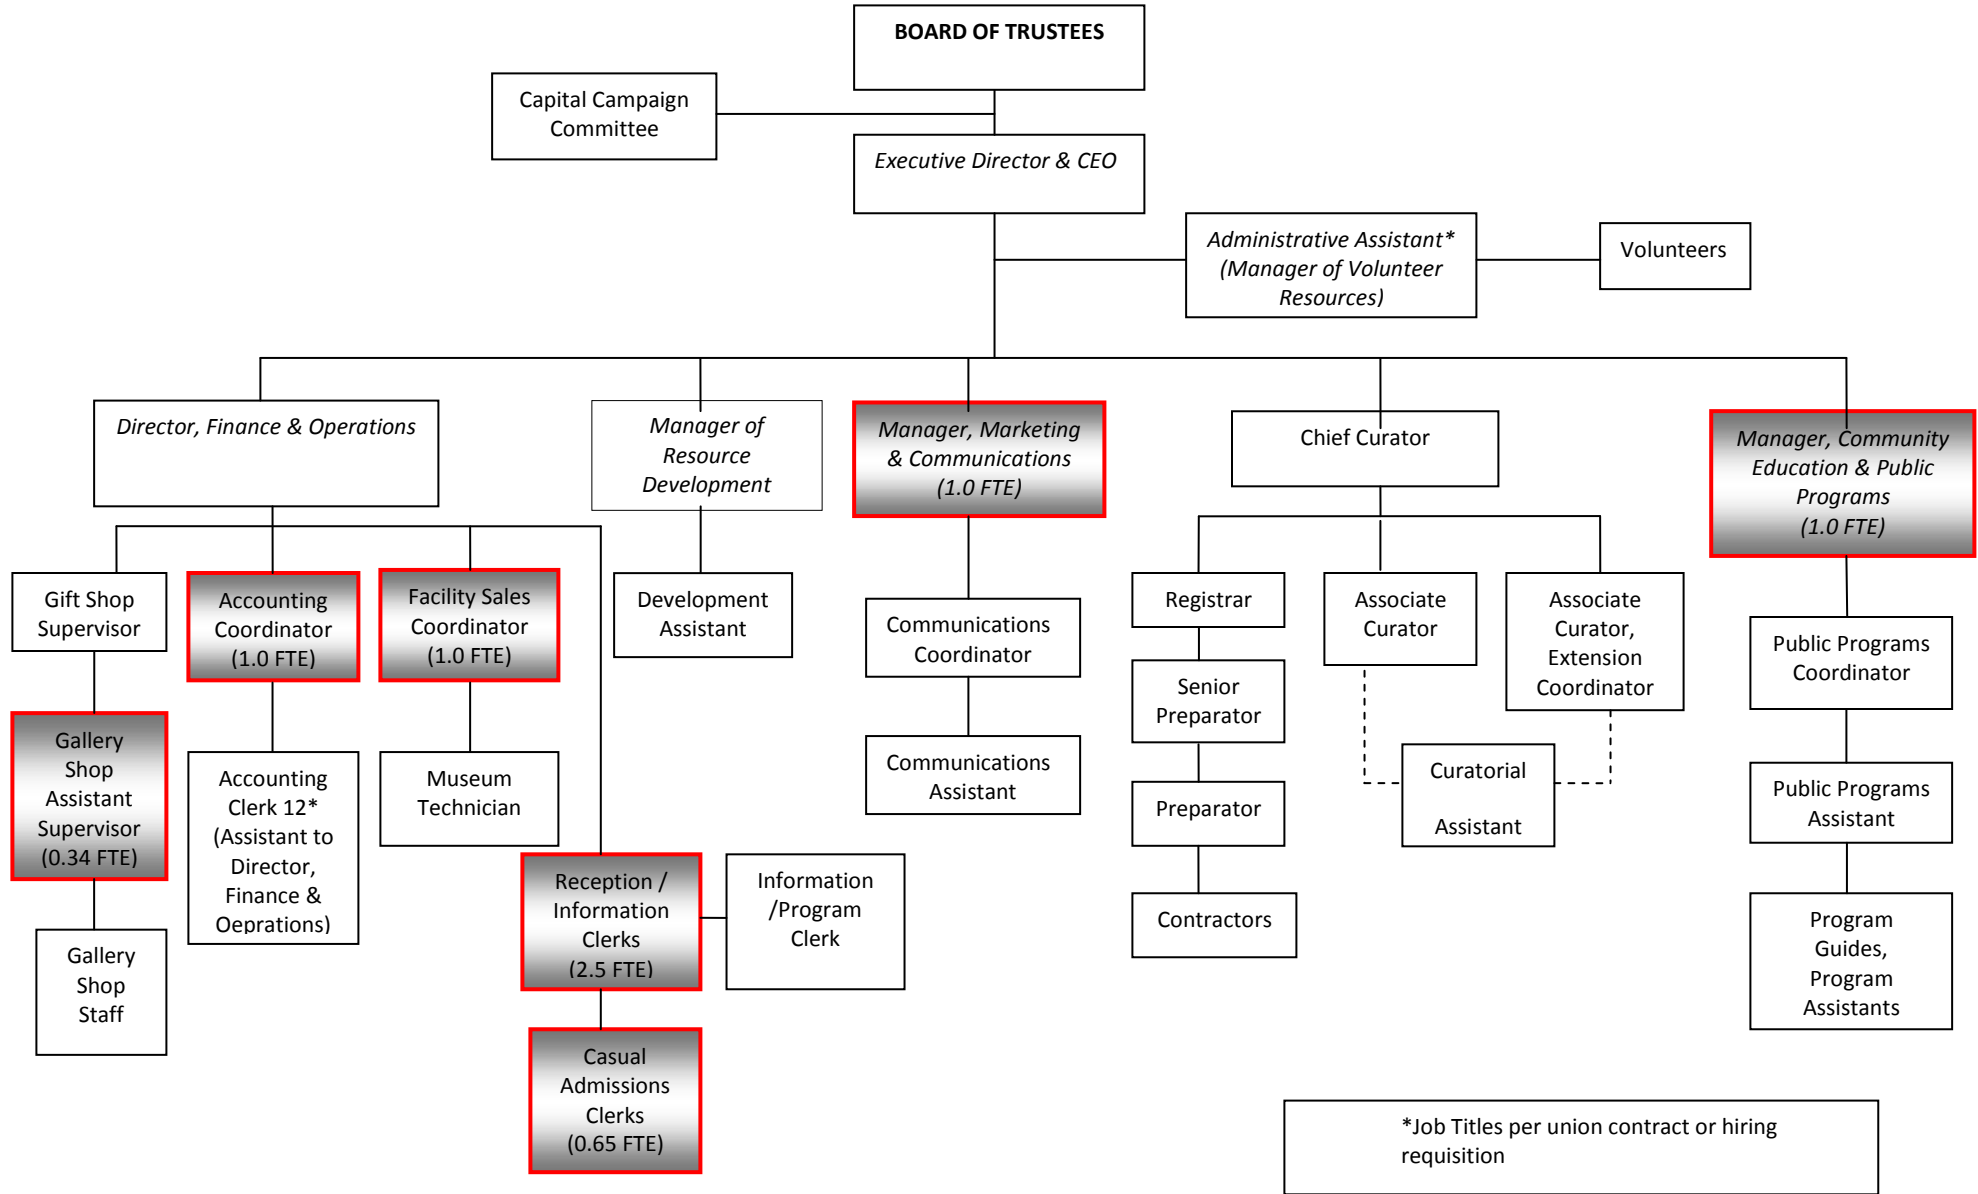 BOARD OF TRUSTEES
Capital Campaign
Committee
Executive Director & CEO
Administrative Assistant*
(Manager of Volunteer
Resources)
Volunteers
Director, Finance & Operations
Manager of
Resource
Development
Manager, Marketing
& Communications
(1.0 FTE)
Chief Curator
Manager, Community
Education & Public
Programs
(1.0 FTE)
Gift Shop
Supervisor
Accounting
Coordinator
(1.0 FTE)
Facility Sales
Coordinator
(1.0 FTE)
Development
Assistant
Communications
Coordinator
Registrar
Associate
Curator
Associate
Curator,
Extension
Coordinator
Public Programs
Coordinator
Gallery
Shop
Assistant
Supervisor
(0.34 FTE)
Accounting
Clerk 12*
(Assistant to
Director,
Finance &
Oeprations)
Museum
Technician
Communications
Assistant
Senior
Preparator
Curatorial
Assistant
Public Programs
Assistant
Preparator
Reception /
Information
Clerks
(2.5 FTE)
Information
/Program
Clerk
Contractors
Program
Guides,
Program
Assistants
Gallery
Shop
Staff
Casual
Admissions
Clerks
(0.65 FTE)
*Job Titles per union contract or hiring
requisition